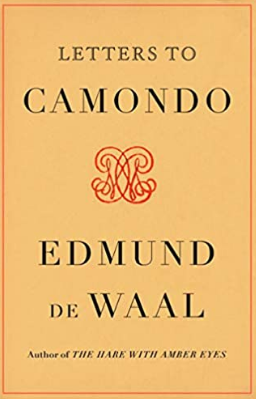 LETTERS TO
CAMONDO
EDMUND
DE WAAL
Author of THE HARE WITH AMBER EYES